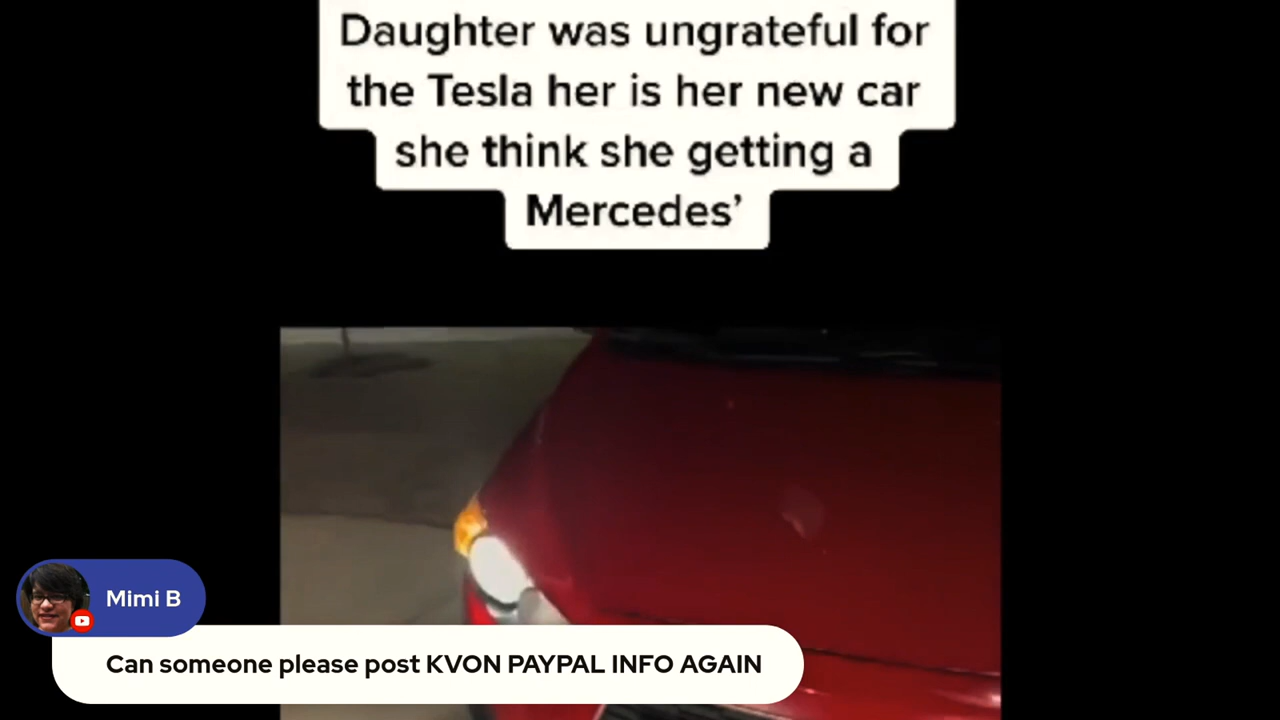 Daughter was ungrateful for
the Tesla her is her new car
she think she getting a
Mercedes’
Mimi B
Can someone please post KVON PAYPAL INFO AGAIN